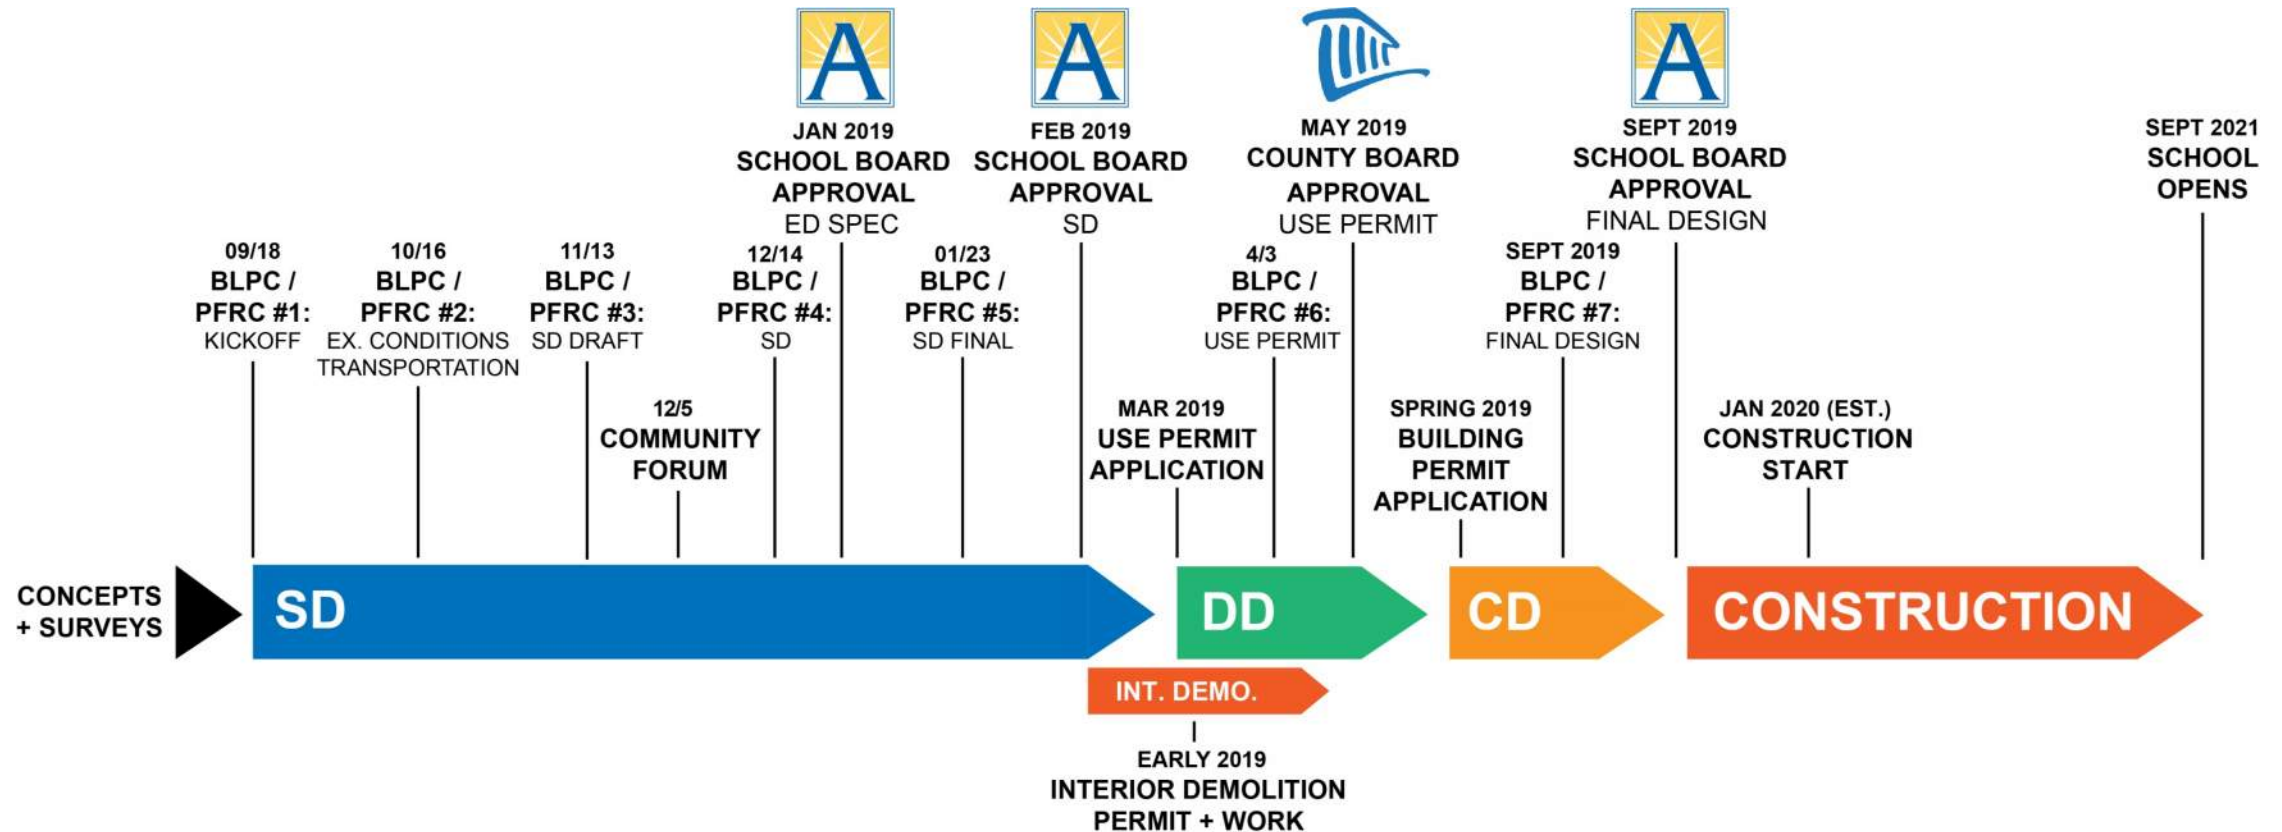 A
JAN 2019
SCHOOL BOARD
APPROVAL
ED SPEC
A
FEB 2019
SCHOOL BOARD
APPROVAL
SD
MAY 2019
COUNTY BOARD
APPROVAL
USE PERMIT
A
SEPT 2019
SCHOOL BOARD
APPROVAL
FINAL DESIGN
SEPT 2021
SCHOOL
OPENS
09/18
BLPC /
PFRC #1:
KICKOFF
10/16
BLPC /
PFRC #2:
EX. CONDITIONS
TRANSPORTATION
11/13
BLPC /
PFRC #3:
SD DRAFT
12/14
BLPC /
PFRC #4:
SD
01/23
BLPC /
PFRC #5:
SD FINAL
4/3
BLPC /
PFRC #6:
USE PERMIT
SEPT 2019
BLPC /
PFRC #7:
FINAL DESIGN
12/5
COMMUNITY
FORUM
MAR 2019
USE PERMIT
APPLICATION
SPRING 2019
BUILDING
PERMIT
APPLICATION
JAN 2020 (EST.)
CONSTRUCTION
START
CONCEPTS
+ SURVEYS
SD
DD
CD
CONSTRUCTION
INT. DEMO.
EARLY 2019
INTERIOR DEMOLITION
PERMIT + WORK